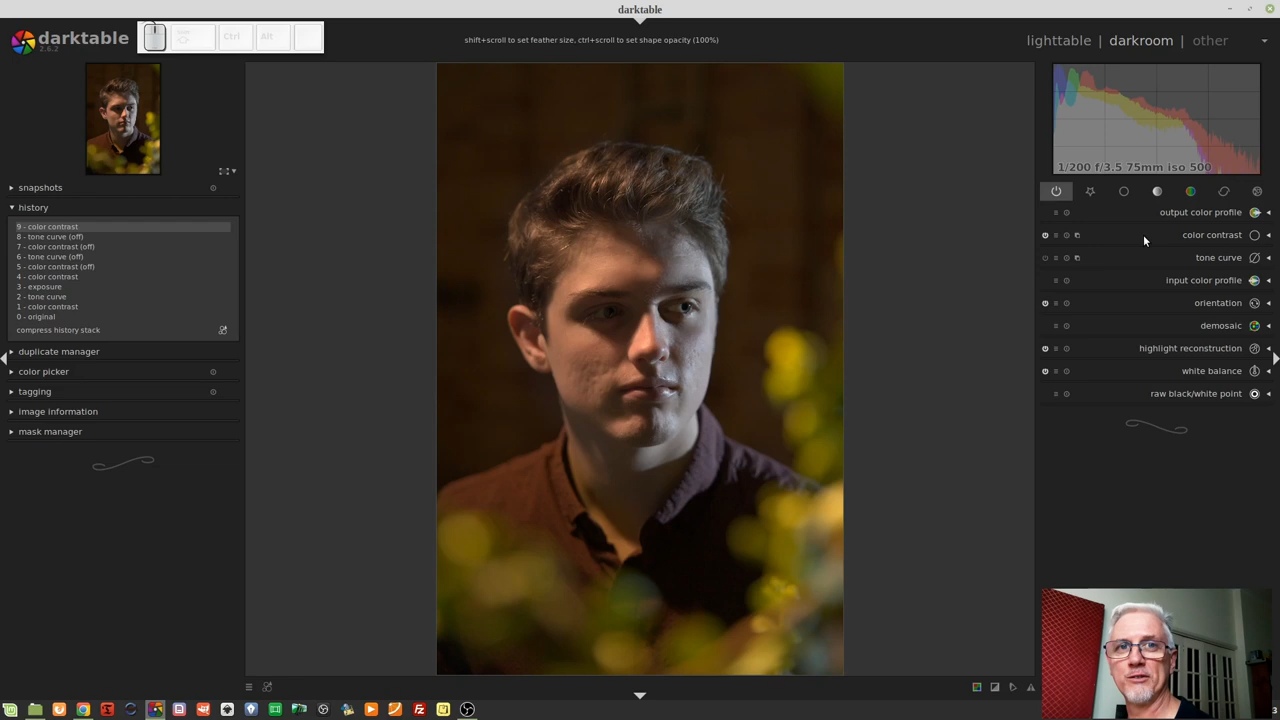 darktable
darktable
2.6.2
Shift
Ctrl
Alt
shift+scroll to set feather size, ctrl+scroll to set shape opacity (100%)
lighttable | darkroom | other
1/200 f/3.5 75mm iso 500
snapshots
history
9 - color contrast
8 - tone curve (off)
7 - color contrast (off)
6 - tone curve (off)
5 - color contrast (off)
4 - color contrast
3 - exposure
2 - tone curve
1 - color contrast
0 - original
compress history stack
duplicate manager
color picker
tagging
image information
mask manager
output color profile
color contrast
tone curve
input color profile
orientation
demosaic
highlight reconstruction
white balance
raw black/white point